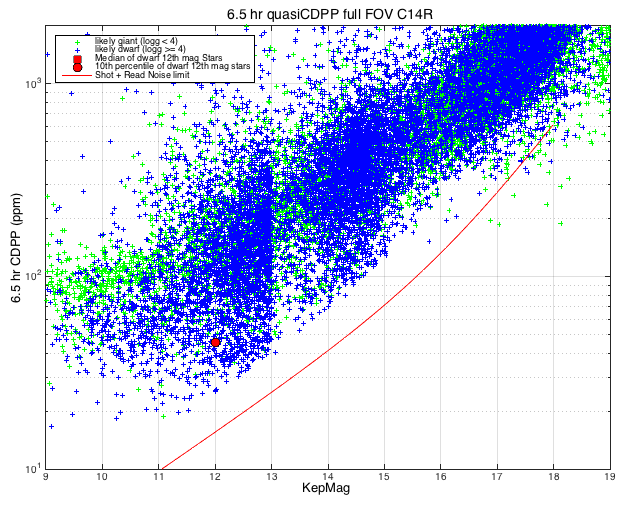 6.5 hr quasiCDPP full FOV C14R
likely giant (logg < 4)
likely dwarf (logg >= 4)
Median of dwarf 12th mag Stars
10th percentile of dwarf 12th mag stars
Shot + Read Noise limit
6.5 hr CDPP (ppm)
10³
10²
10¹
9 10 11 12 13 14 15 16 17 18 19
KepMag